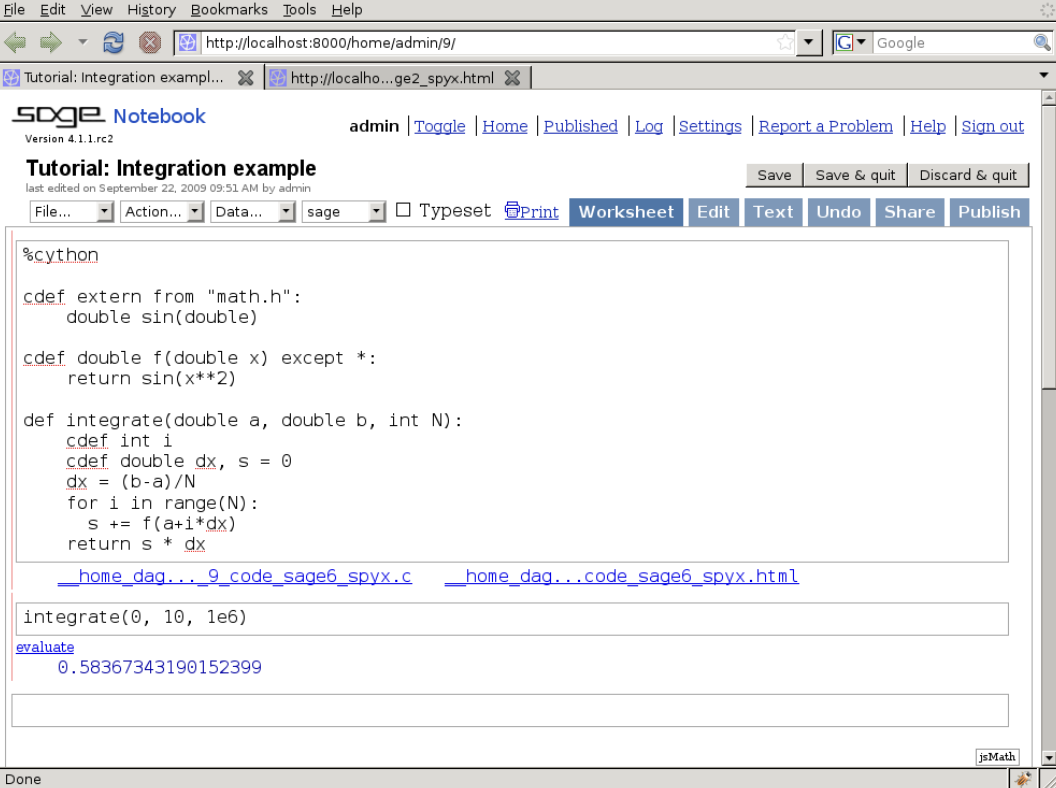 File Edit View History Bookmarks Tools Help
http://localhost:8000/home/admin/9/ G Google
Tutorial: Integration exampl... http://localho...ge2_spyx.html
sage Notebook
Version 4.1.1.rc2
admin | Toggle | Home | Published | Log | Settings | Report a Problem | Help | Sign out
Tutorial: Integration example
last edited on September 22, 2009 09:51 AM by admin
Save Save & quit Discard & quit
File... Action... Data... sage Typeset Print Worksheet Edit Text Undo Share Publish
%cython
cdef extern from "math.h":
    double sin(double)
cdef double f(double x) except *:
    return sin(x**2)
def integrate(double a, double b, int N):
    cdef int i
    cdef double dx, s = 0
    dx = (b-a)/N
    for i in range(N):
      s += f(a+i*dx)
    return s * dx
__home_dag..._9_code_sage6_spyx.c __home_dag...code_sage6_spyx.html
integrate(0, 10, 1e6)
evaluate
0.58367343190152399
jsMath
Done